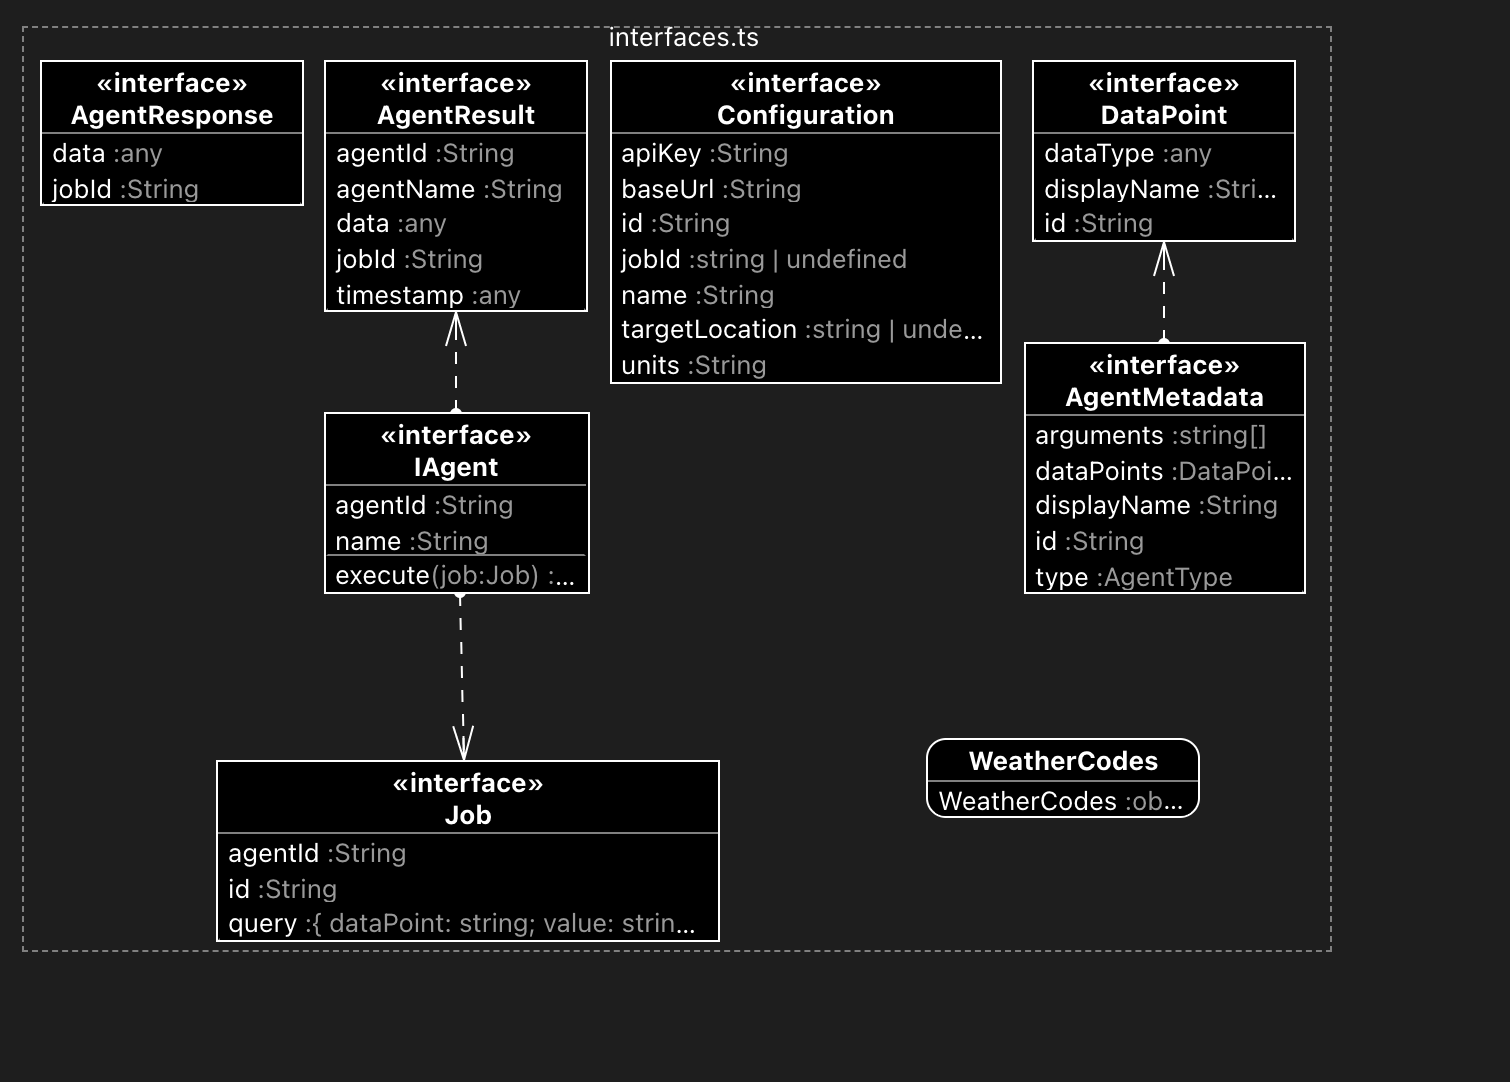 interfaces.ts
«interface»
AgentResponse
data :any
jobId :String
«interface»
AgentResult
agentId :String
agentName :String
data :any
jobId :String
timestamp :any
«interface»
Configuration
apiKey :String
baseUrl :String
id :String
jobId :string | undefined
name :String
targetLocation :string | unde...
units :String
«interface»
DataPoint
dataType :any
displayName :Stri...
id :String
«interface»
IAgent
agentId :String
name :String
execute(job:Job) :...
«interface»
AgentMetadata
arguments :string[]
dataPoints :DataPoi...
displayName :String
id :String
type :AgentType
«interface»
Job
agentId :String
id :String
query :{ dataPoint: string; value: strin...
WeatherCodes
WeatherCodes :ob...